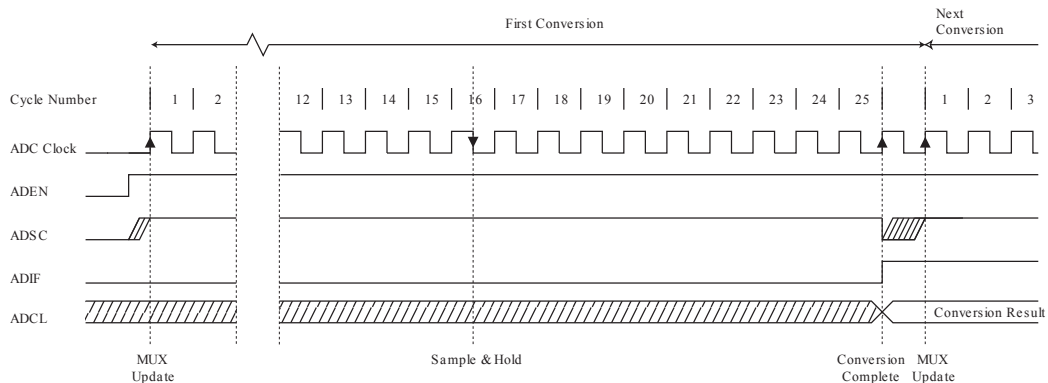 First Conversion
Next
Conversion
Cycle Number 1 2 12 13 14 15 16 17 18 19 20 21 22 23 24 25 1 2 3
ADC Clock
ADEN
ADSC
ADIF
ADCL Conversion Result
MUX
Update
Sample & Hold
Conversion
Complete
MUX
Update